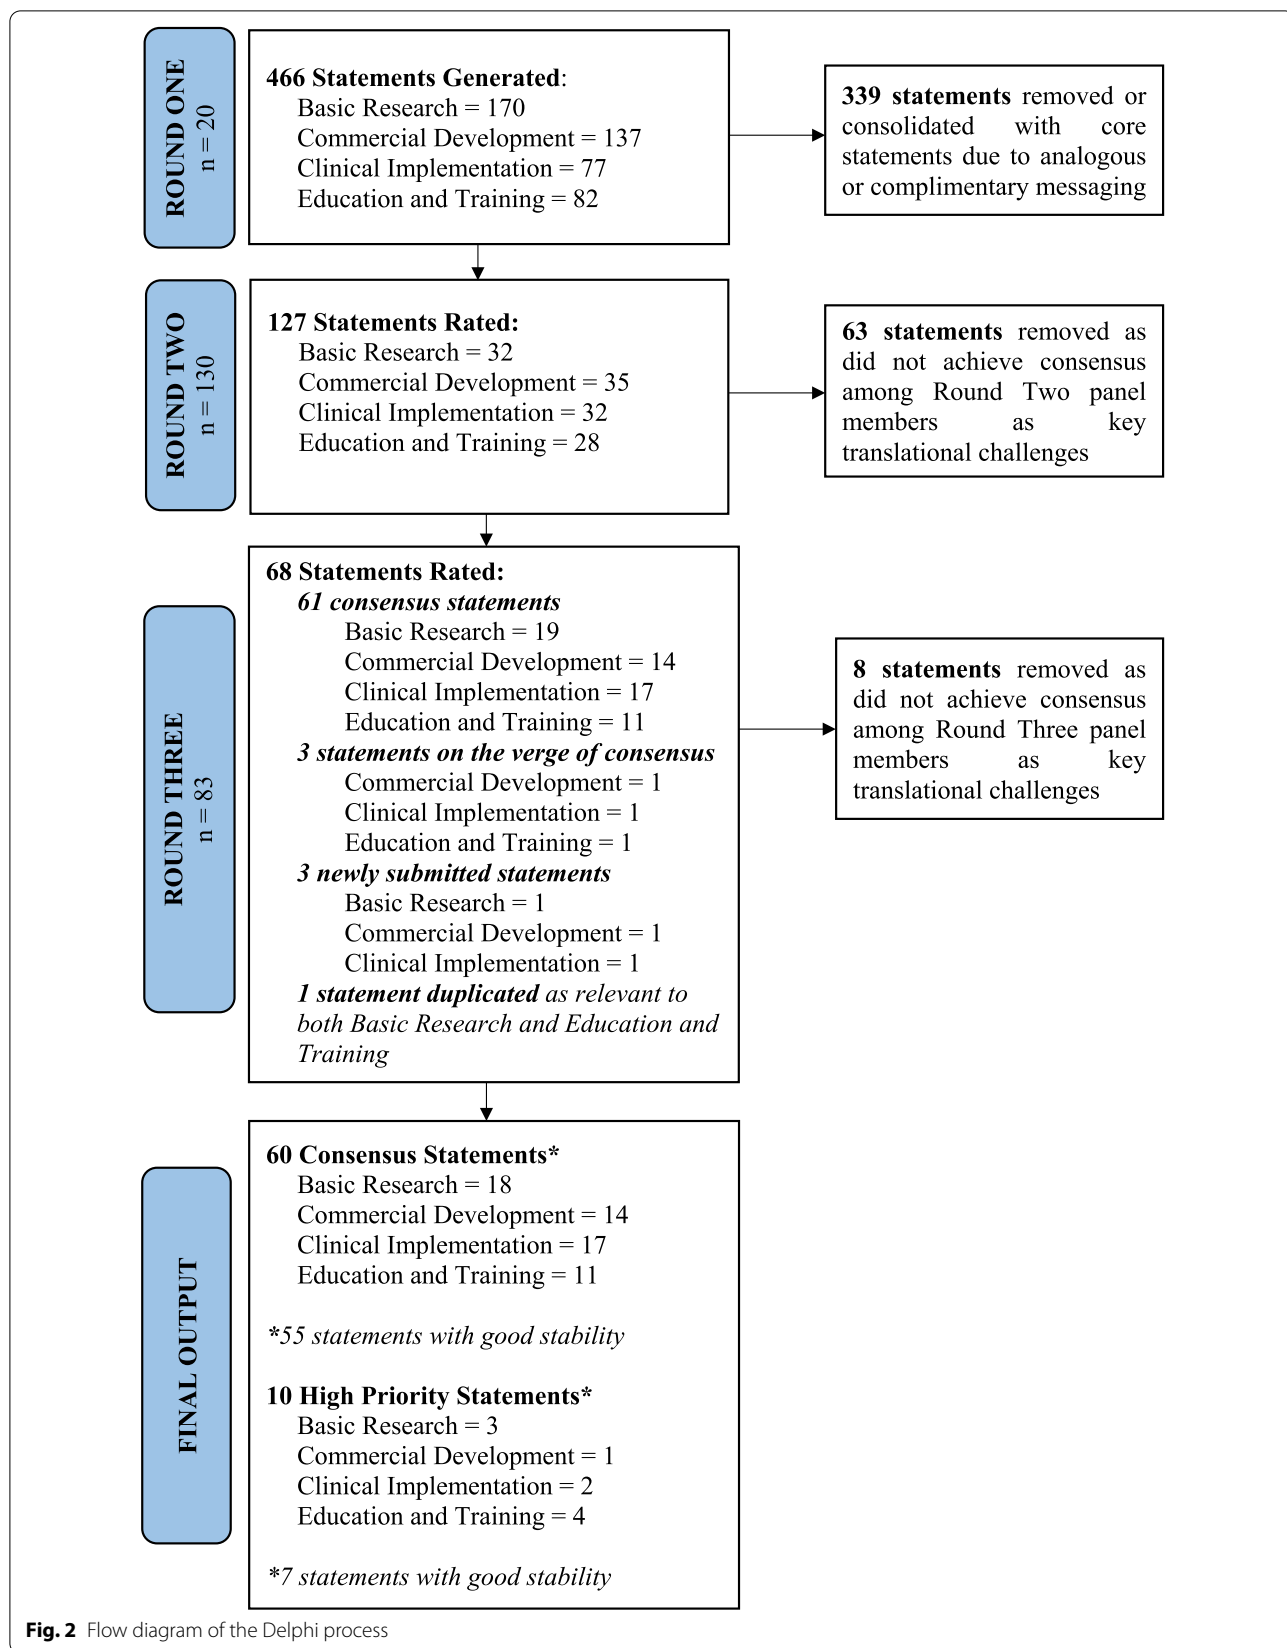 ROUND ONE
n = 20
466 Statements Generated:
Basic Research = 170
Commercial Development = 137
Clinical Implementation = 77
Education and Training = 82
339 statements removed or
consolidated with core
statements due to analogous
or complimentary messaging
ROUND TWO
n = 130
127 Statements Rated:
Basic Research = 32
Commercial Development = 35
Clinical Implementation = 32
Education and Training = 28
63 statements removed as
did not achieve consensus
among Round Two panel
members as key
translational challenges
ROUND THREE
n = 83
68 Statements Rated:
61 consensus statements
Basic Research = 19
Commercial Development = 14
Clinical Implementation = 17
Education and Training = 11
3 statements on the verge of consensus
Commercial Development = 1
Clinical Implementation = 1
Education and Training = 1
3 newly submitted statements
Basic Research = 1
Commercial Development = 1
Clinical Implementation = 1
1 statement duplicated as relevant to
both Basic Research and Education and
Training
8 statements removed as
did not achieve consensus
among Round Three panel
members as key
translational challenges
FINAL OUTPUT
60 Consensus Statements*
Basic Research = 18
Commercial Development = 14
Clinical Implementation = 17
Education and Training = 11
*55 statements with good stability
10 High Priority Statements*
Basic Research = 3
Commercial Development = 1
Clinical Implementation = 2
Education and Training = 4
*7 statements with good stability
Fig. 2 Flow diagram of the Delphi process